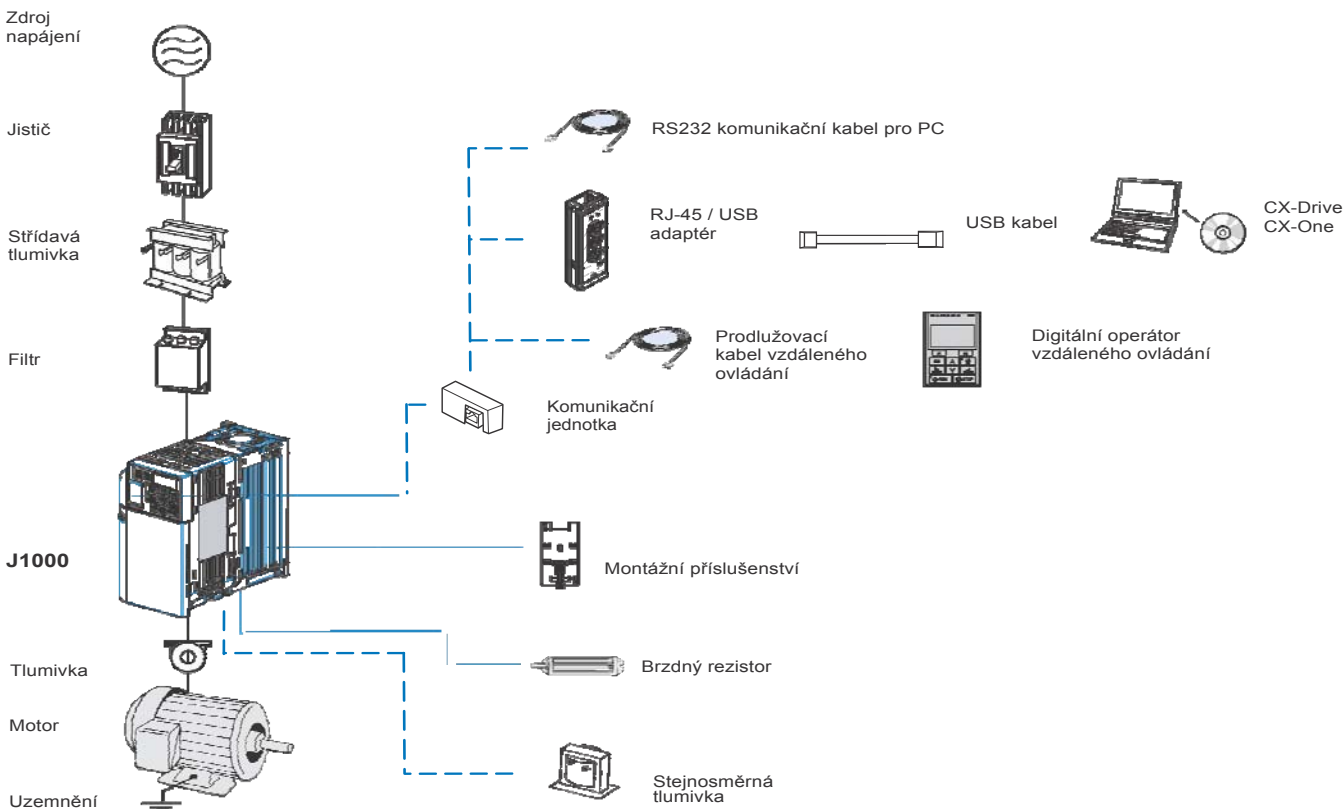 Zdroj
napájení
Jistič
Střídavá
tlumivka
Filtr
J1000
Tlumivka
Motor
Uzemnění
RS232 komunikační kabel pro PC
RJ-45 / USB
adaptér
USB kabel
CX-Drive
CX-One
Prodlužovací
kabel vzdáleného
ovládání
Digitální operátor
vzdáleného ovládání
Komunikační
jednotka
Montážní příslušenství
Brzdný rezistor
Stejnosměrná
tlumivka